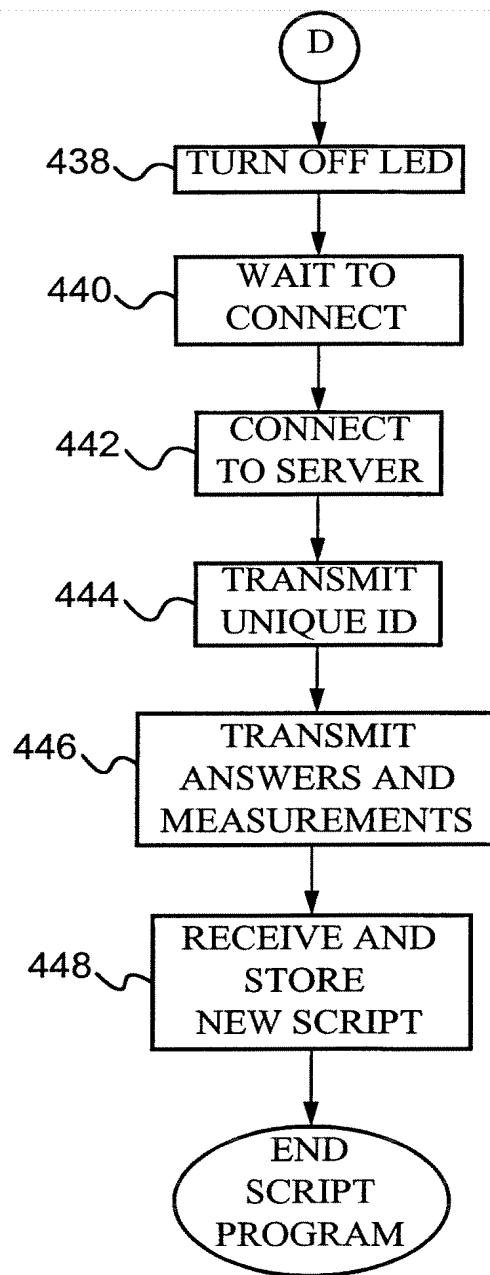 D
438
TURN OFF LED
440
WAIT TO
CONNECT
442
CONNECT
TO SERVER
444
TRANSMIT
UNIQUE ID
446
TRANSMIT
ANSWERS AND
MEASUREMENTS
448
RECEIVE AND
STORE
NEW SCRIPT
END
SCRIPT
PROGRAM